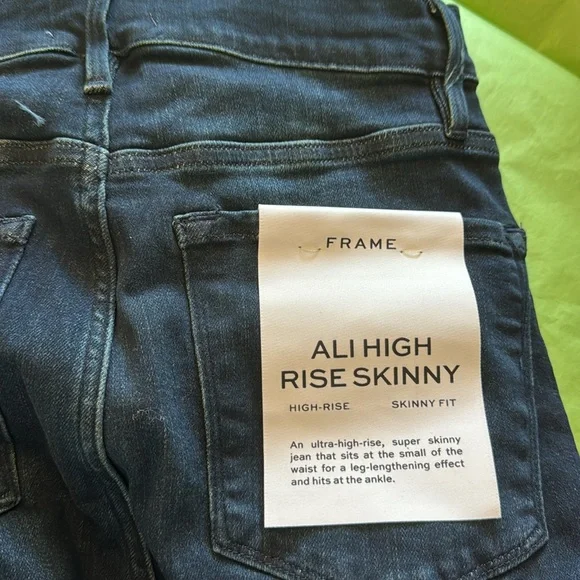 FRAME
ALI HIGH
RISE SKINNY
HIGH-RISE SKINNY FIT
An ultra-high-rise, super skinny
jean that sits at the small of the
waist for a leg-lengthening effect
and hits at the ankle.